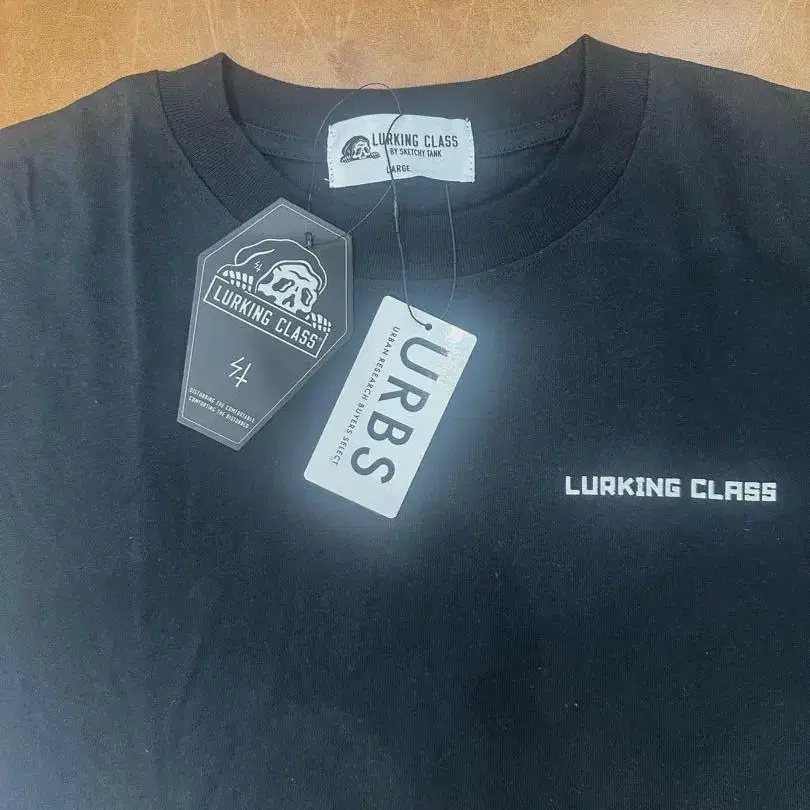 LURKING CLASS
BY SKETCHY TANK
LARGE
LURKING CLASS
DISTURBING THE COMFORTABLE
COMFORTING THE DISTURBED
URBS
URBAN RESEARCH BUYERS SELECT
LURKING CLASS